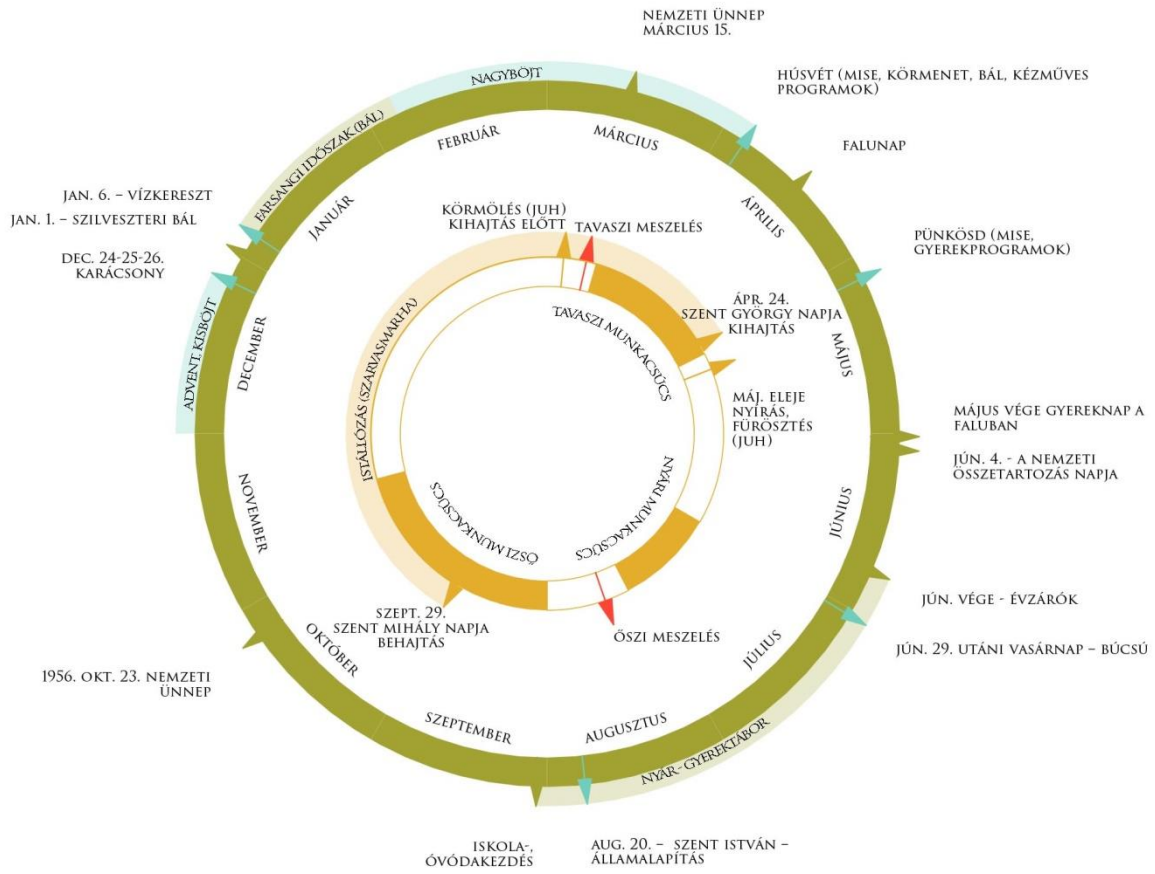 NEMZETI ÜNNEP
MÁRCIUS 15.
NAGYBÖJT
HÚSVÉT (MISE, KÖRMENET, BÁL, KÉZMŰVES
PROGRAMOK)
FARSANGI IDŐSZAK (BÁL)
FEBRUÁR
MÁRCIUS
FALUNAP
JAN. 6. – VÍZKERESZT
JAN. 1. – SZILVESZTERI BÁL
JANUÁR
ÁPRILIS
KÖRMÖLÉS (JUH)
KIHAJTÁS ELŐTT
TAVASZI MESZELÉS
PÜNKÖSD (MISE,
GYEREKPROGRAMOK)
DEC. 24-25-26.
KARÁCSONY
ADVENT. KISBÖJT
DECEMBER
ISTÁLLÓZÁS (SZARVASMARHA)
TAVASZI MUNKACSÚCS
ÁPR. 24.
SZENT GYÖRGY NAPJA
KIHAJTÁS
MÁJUS
MÁJ. ELEJE
NYÍRÁS,
FÜRÖSZTÉS
(JUH)
MÁJUS VÉGE GYEREKNAP A
FALUBAN
JÚN. 4. - A NEMZETI
ÖSSZETARTOZÁS NAPJA
NOVEMBER
ŐSZI MUNKACSÚCS
NYÁRI MUNKACSÚCS
JÚNIUS
SZEPT. 29.
SZENT MIHÁLY NAPJA
BEHAJTÁS
ŐSZI MESZELÉS
JÚN. VÉGE - ÉVZÁRÓK
JÚN. 29. UTÁNI VASÁRNAP – BÚCSÚ
OKTÓBER
JÚLIUS
1956. OKT. 23. NEMZETI
ÜNNEP
SZEPTEMBER
AUGUSZTUS
NYÁR - GYEREKTÁBOR
ISKOLA-,
ÓVÓDAKEZDÉS
AUG. 20. – SZENT ISTVÁN –
ÁLLAMALAPÍTÁS